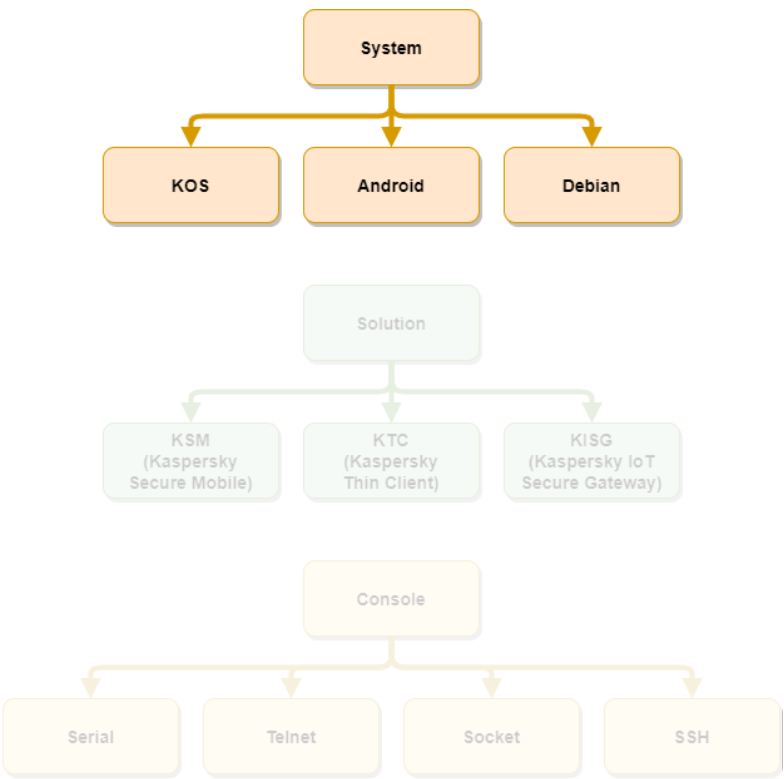 System
KOS
Android
Debian
Solution
KSM
(Kaspersky
Secure Mobile)
KTC
(Kaspersky
Thin Client)
KISG
(Kaspersky IoT
Secure Gateway)
Console
Serial
Telnet
Socket
SSH